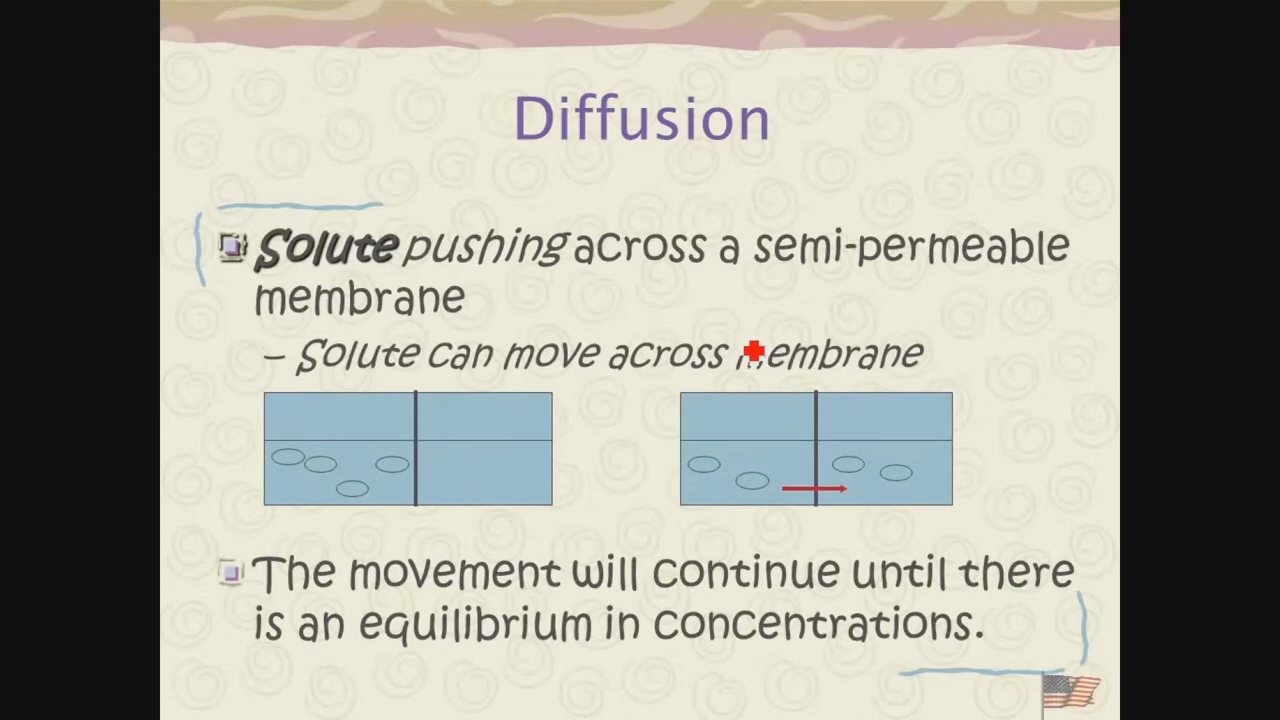 Diffusion
Solute pushing across a semi-permeable
membrane
– Solute can move across membrane
The movement will continue until there
is an equilibrium in concentrations.